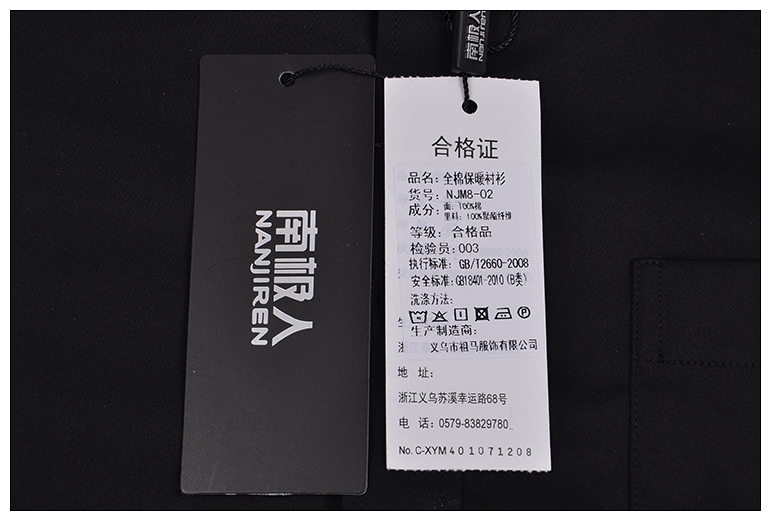 南极人
NANJIREN
南极人
NANJIREN
合格证
品名：全棉保暖衬衫
货号：NJM8-02
成分：面：100%棉
里料：100%聚酯纤维
等级：合格品
检验员：003
执行标准：GB/T2660-2008
安全标准：GB18401-2010（B类）
洗涤方法：
生产制造商：
浙 义乌市祖马服饰有限公司
地 址：
浙江义乌苏溪幸运路68号
电 话：0579-83829780
No. C-XYM401071208